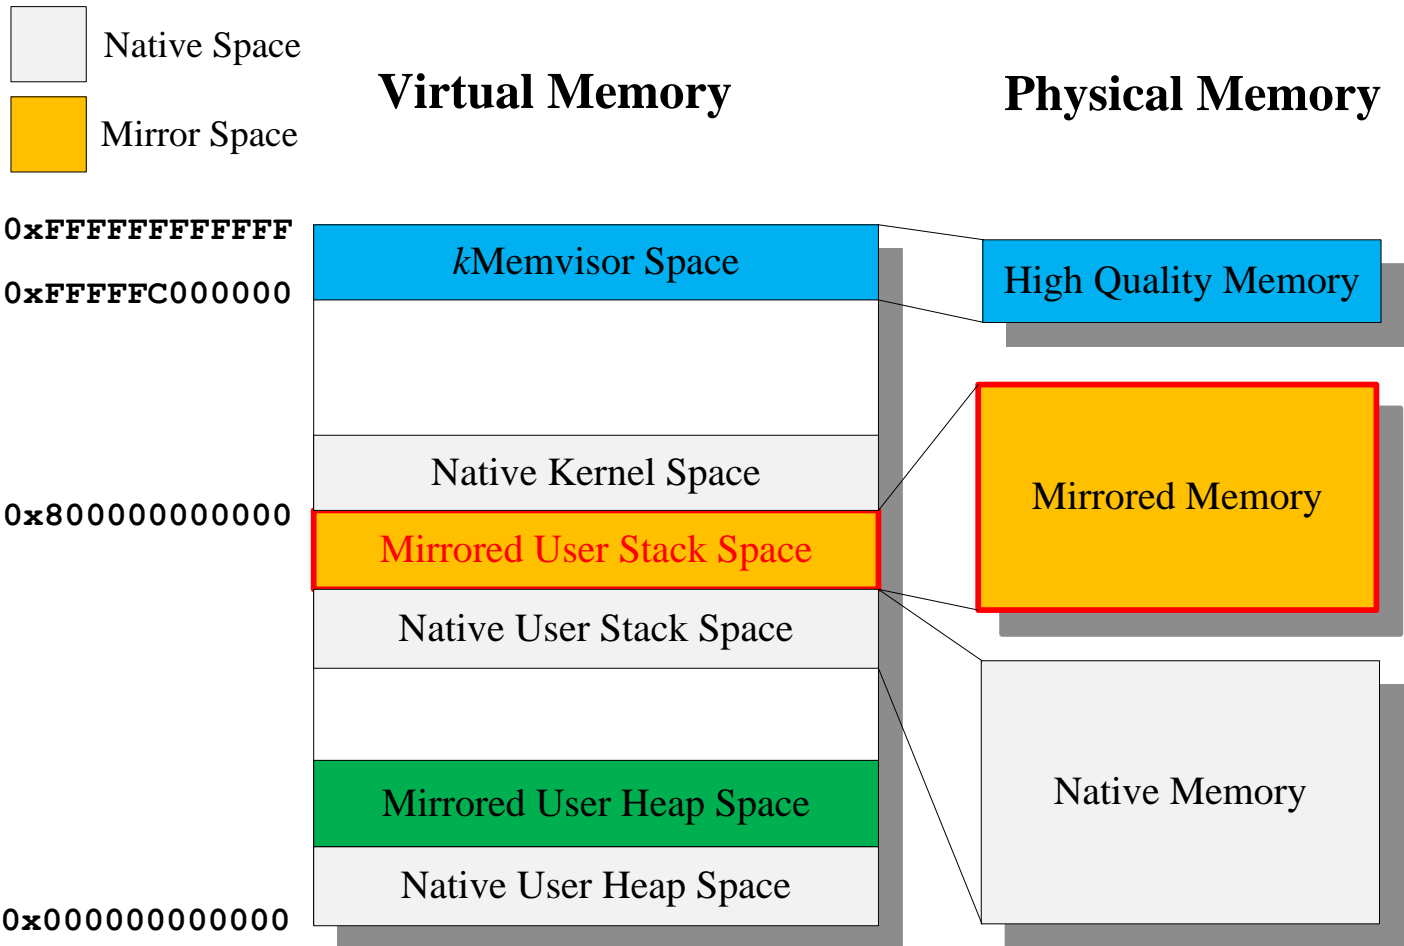 Native Space
Mirror Space
Virtual Memory
Physical Memory
0xFFFFFFFFFFFF
0xFFFFFC000000
0x800000000000
0x000000000000
kMemvisor Space
Native Kernel Space
Mirrored User Stack Space
Native User Stack Space
Mirrored User Heap Space
Native User Heap Space
High Quality Memory
Mirrored Memory
Native Memory